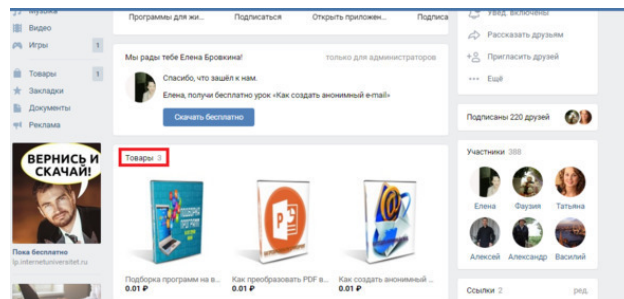 Музыка
Видео
Игры 1
Товары 1
Закладки
Документы
Реклама
ВЕРНИСЬ И
СКАЧАЙ!
Пока бесплатно
lp.internetuniversitet.ru
Программы для жи... Подписаться Открыть приложен... Подписа
Мы рады тебе Елена Бровкина! только для администраторов
Спасибо, что зашёл к нам.
Елена, получи бесплатно урок «Как создать анонимный e-mail»
Скачать бесплатно
Товары 3
Подборка программ на в... Как преобразовать PDF в... Как создать анонимный ...
0.01 ₽ 0.01 ₽ 0.01 ₽
Увед. включены
Рассказать друзьям
Пригласить друзей
Ещё
Подписаны 220 друзей
Участники 388
Елена Фаузия Татьяна
Алексей Александр Василий
Ссылки 2 ред.